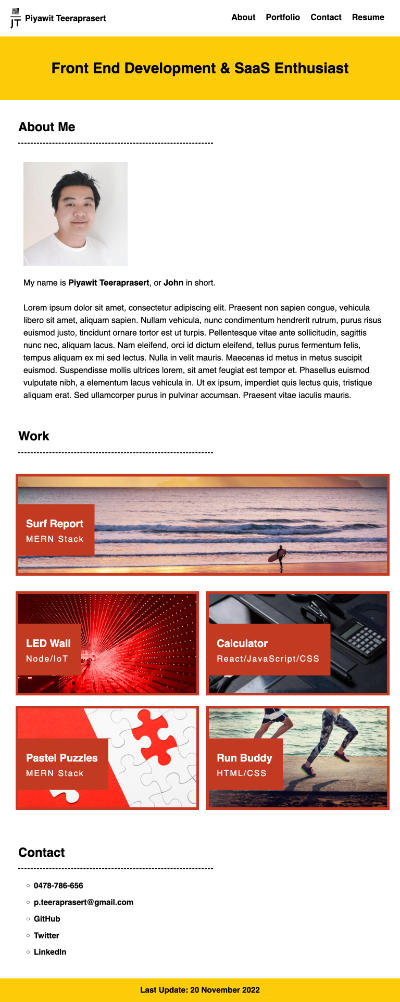 JT Piyawit Teeraprasert
About Portfolio Contact Resume
Front End Development & SaaS Enthusiast
About Me
My name is Piyawit Teeraprasert, or John in short.
Lorem ipsum dolor sit amet, consectetur adipiscing elit. Praesent non sapien congue, vehicula
libero sit amet, aliquam sapien. Nullam vehicula, nunc condimentum hendrerit rutrum, purus risus
euismod justo, tincidunt ornare tortor est ut turpis. Pellentesque vitae ante sollicitudin, sagittis
nunc nec, aliquam lacus. Nam eleifend, orci id dictum eleifend, tellus purus fermentum felis,
tempus aliquam ex mi sed lectus. Nulla in velit mauris. Maecenas id metus in metus suscipit
euismod. Suspendisse mollis ultrices lorem, sit amet feugiat est tempor et. Phasellus euismod
vulputate nibh, a elementum lacus vehicula in. Ut ex ipsum, imperdiet quis lectus quis, tristique
aliquam erat. Sed ullamcorper purus in pulvinar accumsan. Praesent vitae iaculis mauris.
Work
Surf Report
MERN Stack
LED Wall
Node/IoT
Calculator
React/JavaScript/CSS
Pastel Puzzles
MERN Stack
Run Buddy
HTML/CSS
Contact
0478-786-656
p.teeraprasert@gmail.com
GitHub
Twitter
LinkedIn
Last Update: 20 November 2022